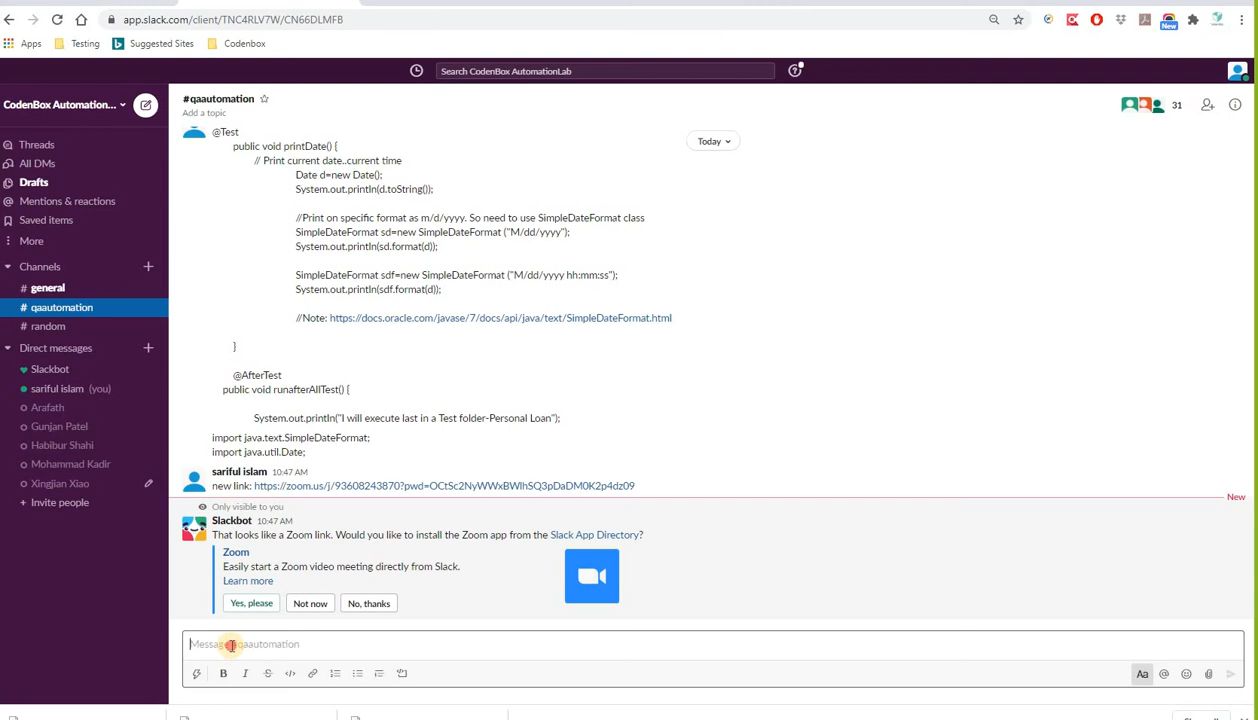 app.slack.com/client/TNC4RLV7W/CN66DLMFB
New
Apps
Testing
Suggested Sites
Codenbox
Search CodenBox AutomationLab
CodenBox Automation...
#qaautomation
Add a topic
31
Today
Threads
All DMs
Drafts
Mentions & reactions
Saved items
More
Channels
# general
# qaautomation
# random
Direct messages
Slackbot
sariful islam (you)
Arafath
Gunjan Patel
Habibur Shahi
Mohammad Kadir
Xingjian Xiao
+ Invite people
@Test
public void printDate() {
// Print current date..current time
Date d=new Date();
System.out.println(d.toString());
//Print on specific format as m/d/yyyy. So need to use SimpleDateFormat class
SimpleDateFormat sd=new SimpleDateFormat ("M/dd/yyyy");
System.out.println(sd.format(d));
SimpleDateFormat sdf=new SimpleDateFormat ("M/dd/yyyy hh:mm:ss");
System.out.println(sdf.format(d));
//Note: https://docs.oracle.com/javase/7/docs/api/java/text/SimpleDateFormat.html
}
@AfterTest
public void runafterAllTest() {
System.out.println("I will execute last in a Test folder-Personal Loan");
import java.text.SimpleDateFormat;
import java.util.Date;
sariful islam 10:47 AM
new link: https://zoom.us/j/93608243870?pwd=OCtSc2NyWWxBWlhSQ3pDaDM0K2p4dz09
New
Only visible to you
Slackbot 10:47 AM
That looks like a Zoom link. Would you like to install the Zoom app from the Slack App Directory?
Zoom
Easily start a Zoom video meeting directly from Slack.
Learn more
Yes, please
Not now
No, thanks
Message #qaautomation
B I S </> Aa @